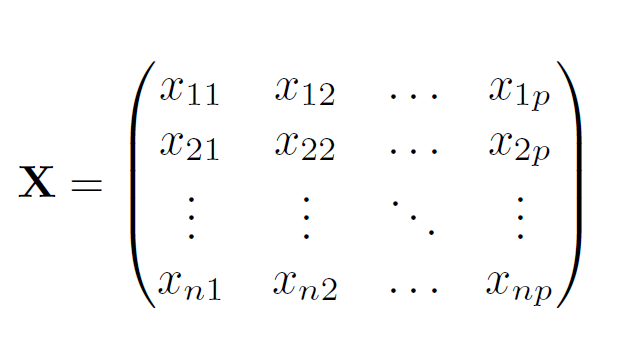 X = ( x₁₁ x₁₂ … x₁ₚ
x₂₁ x₂₂ … x₂ₚ
⋮ ⋮ ⋱ ⋮
xₙ₁ xₙ₂ … xₙₚ )